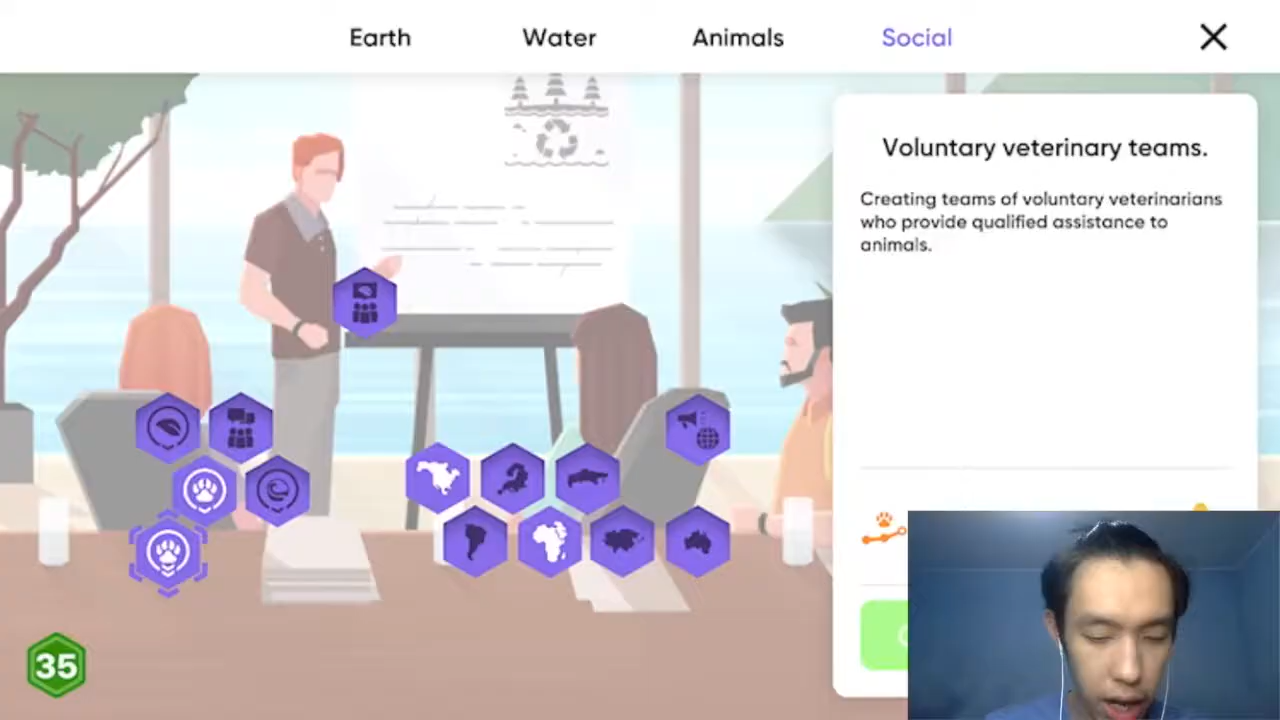 Earth
Water
Animals
Social
Voluntary veterinary teams.
Creating teams of voluntary veterinarians
who provide qualified assistance to
animals.
35